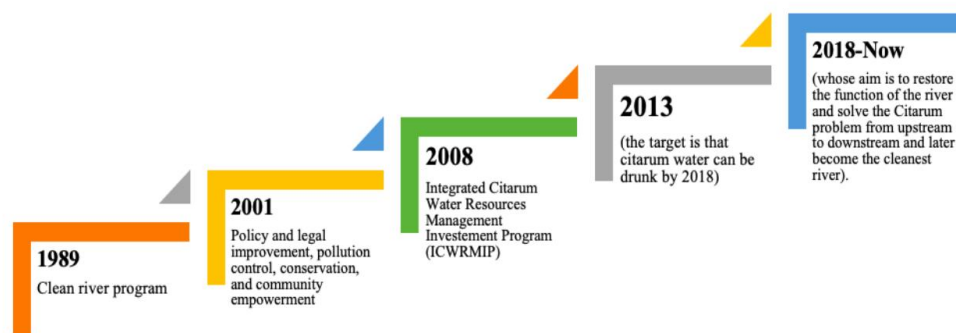 1989
Clean river program
2001
Policy and legal
improvement, pollution
control, conservation,
and community
empowerment
2008
Integrated Citarum
Water Resources
Management
Investement Program
(ICWRMIP)
2013
(the target is that
citarum water can be
drunk by 2018)
2018-Now
(whose aim is to restore
the function of the river
and solve the Citarum
problem from upstream
to downstream and later
become the cleanest
river).